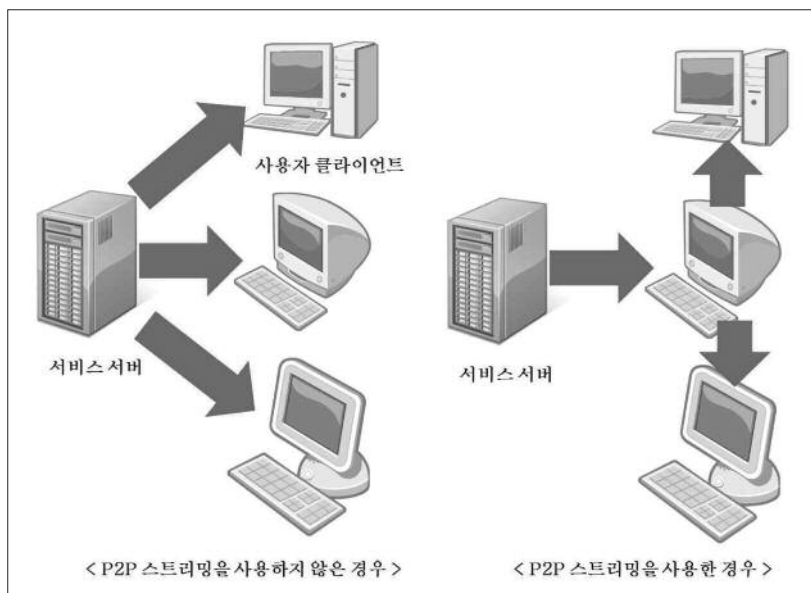 사용자 클라이언트
서비스 서버
서비스 서버
< P2P 스트리밍을 사용하지 않은 경우 >
< P2P 스트리밍을 사용한 경우 >